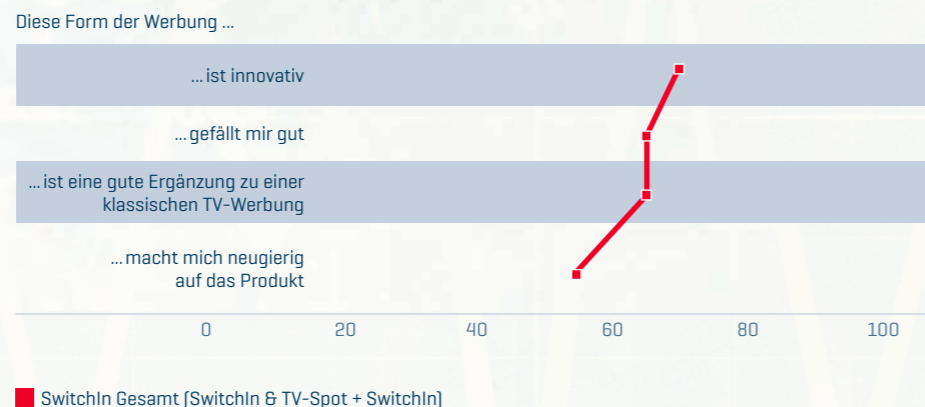 Diese Form der Werbung ...
... ist innovativ
... gefällt mir gut
... ist eine gute Ergänzung zu einer
klassischen TV-Werbung
... macht mich neugierig
auf das Produkt
0 20 40 60 80 100
SwitchIn Gesamt (SwitchIn & TV-Spot + SwitchIn)